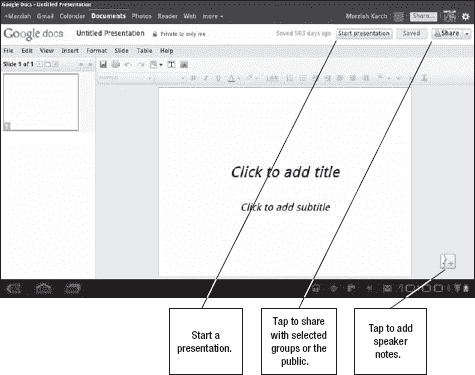 Google Docs - Untitled Presentation
+Marziah Gmail Calendar Documents Photos Reader Web more Marziah Karch Share...
Google docs Untitled Presentation Private to only me Saved 503 days ago Start presentation Saved Share
File Edit View Insert Format Slide Table Help
Slide 1 of 1
1
Click to add title
Click to add subtitle
Start a
presentation.
Tap to share
with selected
groups or the
public.
Tap to add
speaker
notes.